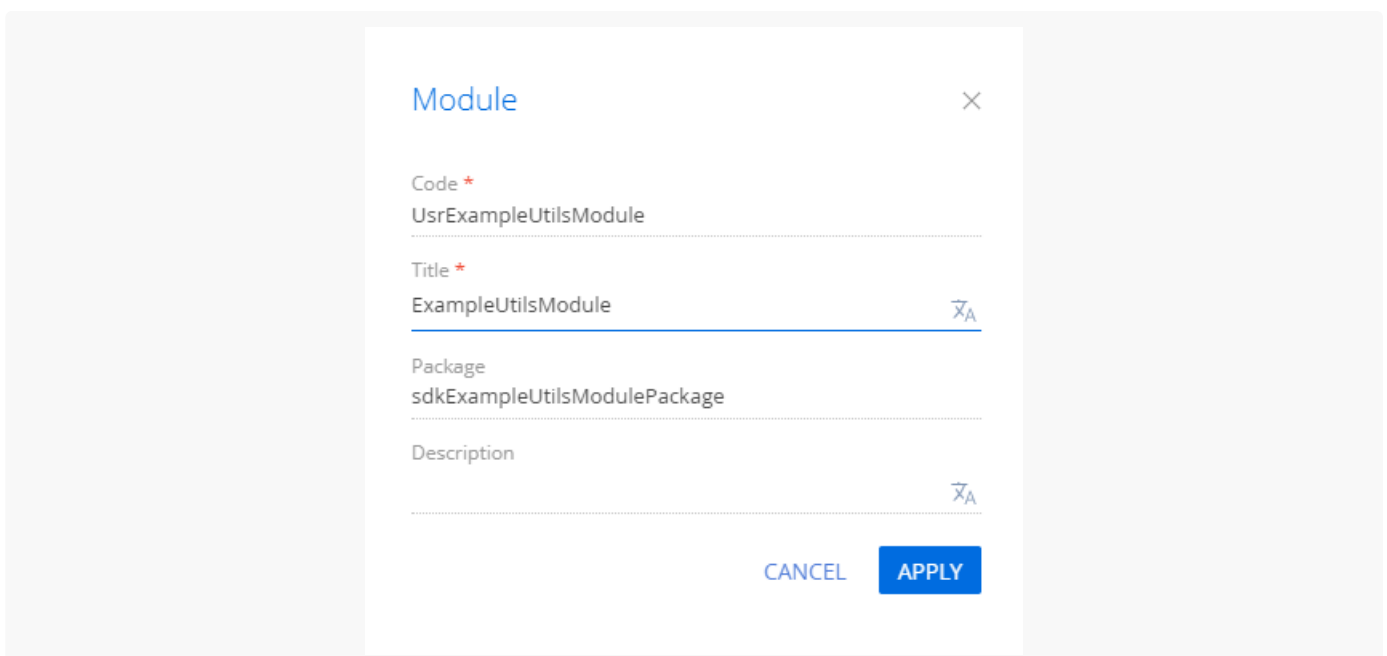 Module
Code *
UsrExampleUtilsModule
Title *
ExampleUtilsModule
Package
sdkExampleUtilsModulePackage
Description
CANCEL APPLY